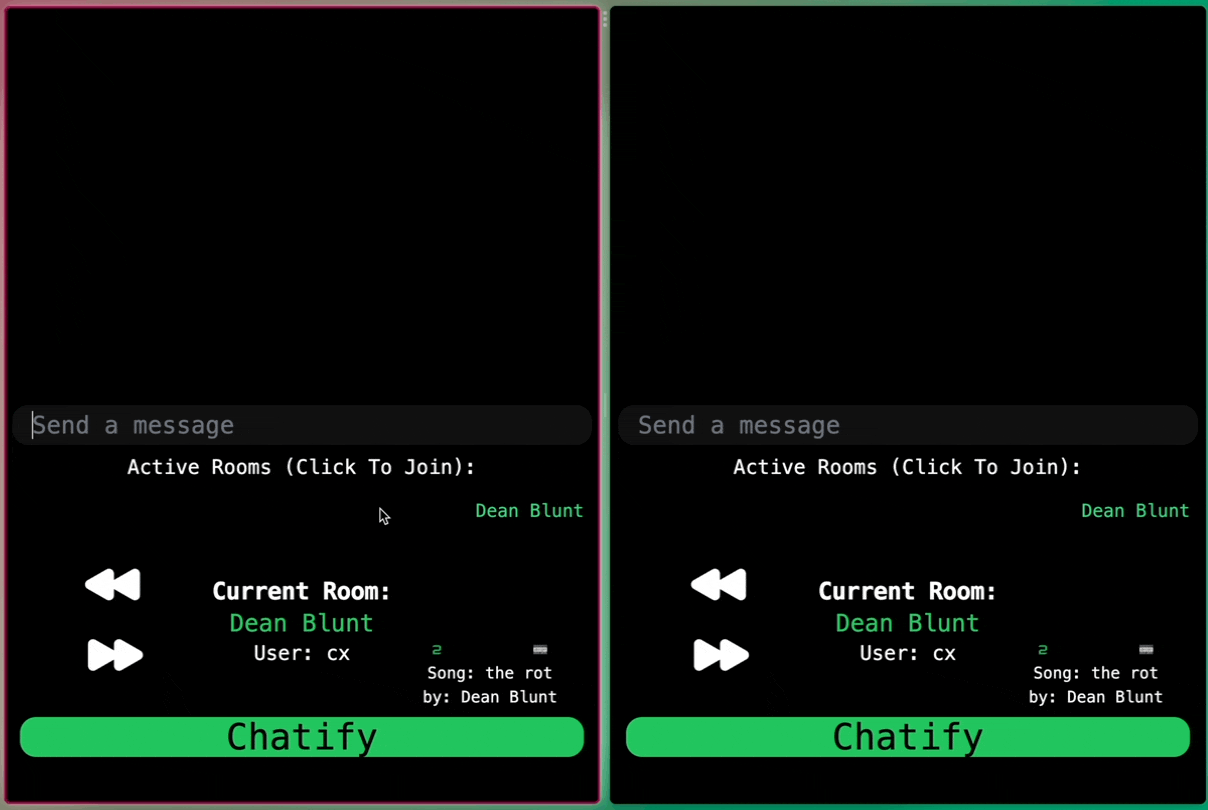 Send a message
Active Rooms (Click To Join):
Dean Blunt
Current Room:
Dean Blunt
User: cx
2
Song: the rot
by: Dean Blunt
Chatify
Send a message
Active Rooms (Click To Join):
Dean Blunt
Current Room:
Dean Blunt
User: cx
2
Song: the rot
by: Dean Blunt
Chatify